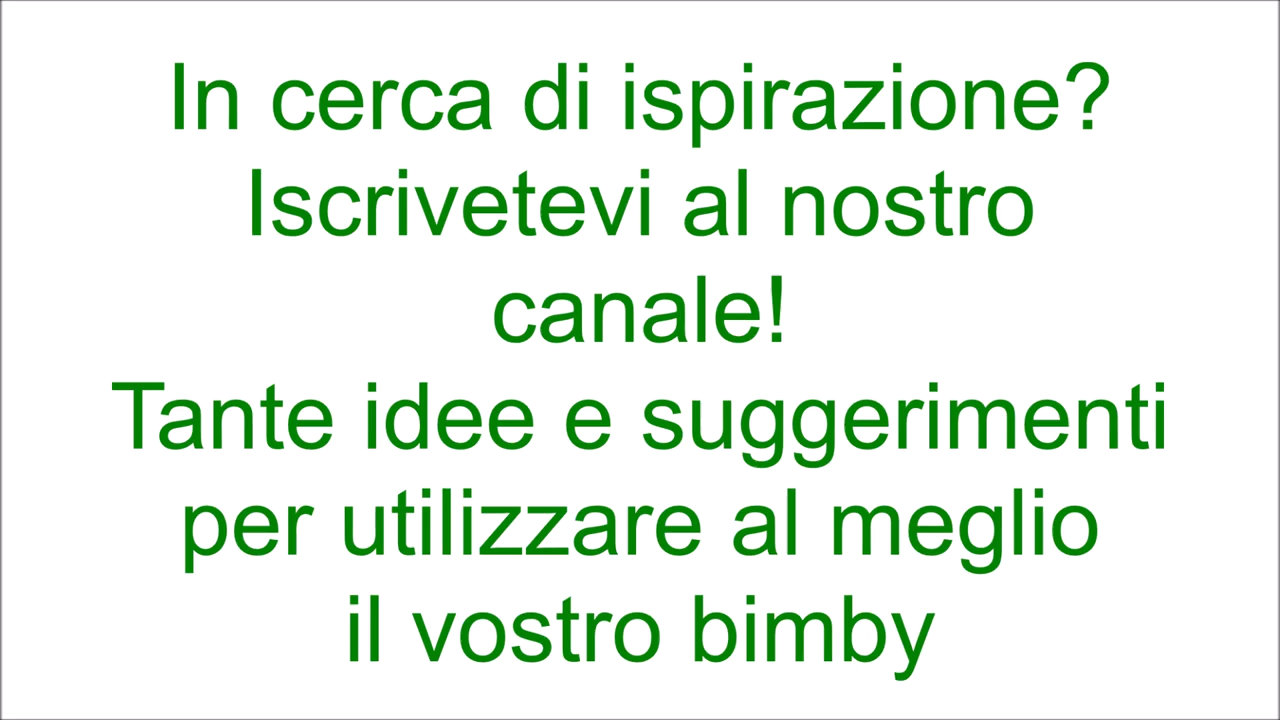 In cerca di ispirazione?
Iscrivetevi al nostro
canale!
Tante idee e suggerimenti
per utilizzare al meglio
il vostro bimby